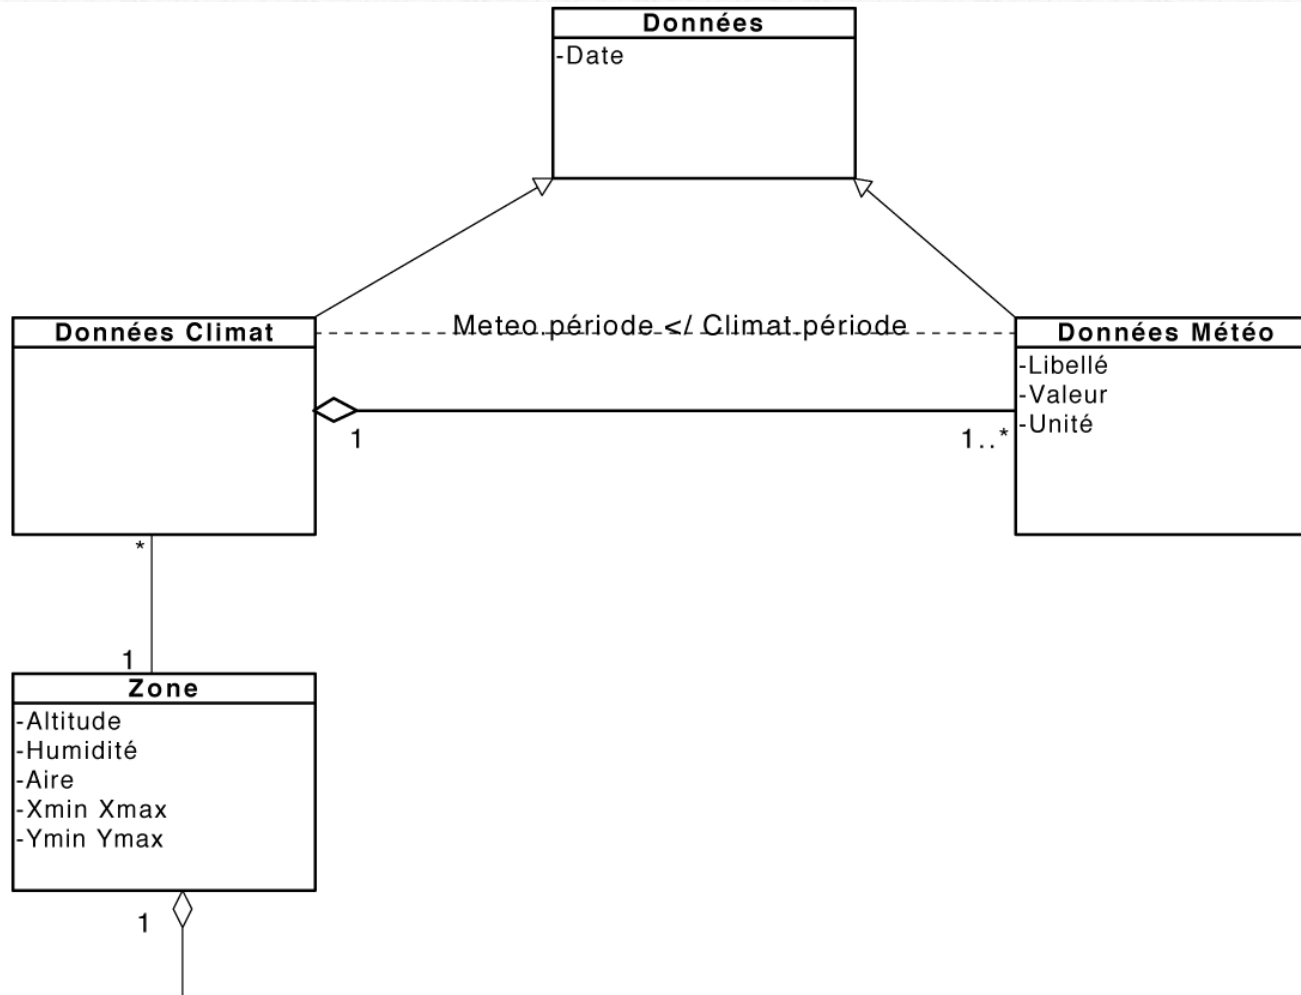 Données
-Date
Meteo.période </ Climat.période
Données Climat
Données Météo
-Libellé
-Valeur
-Unité
1
1..*
*
1
Zone
-Altitude
-Humidité
-Aire
-Xmin Xmax
-Ymin Ymax
1